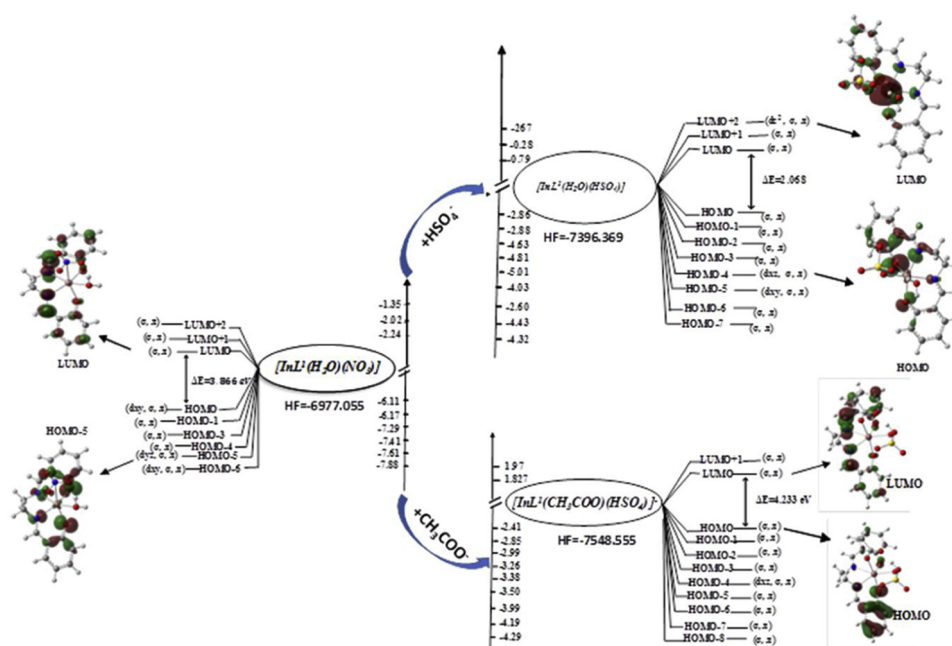 -1.35
-2.02
-2.24
(σ, π) LUMO+2
(σ, π) LUMO+1
(σ, π) LUMO
LUMO
[InL¹(H₂O)(NO₃)]
ΔE=3.866 eV
HF=-6977.055
(dxy, σ, π) HOMO
(σ, π) HOMO-1
(σ, π) HOMO-3
(σ, π) HOMO-4
(dyz, σ, π) HOMO-5
(dxy, σ, π) HOMO-6
HOMO-5
-6.11
-6.17
-7.29
-7.41
-7.61
-7.88
+HSO₄⁻
+CH₃COO⁻
-267
-0.28
-0.79
LUMO+2 (dz², σ, π)
LUMO+1 (σ, π)
LUMO (σ, π)
LUMO
[InL¹(H₂O)(HSO₄)]
ΔE=2.068
HF=-7396.369
HOMO (σ, π)
HOMO-1 (σ, π)
HOMO-2 (σ, π)
HOMO-3 (σ, π)
HOMO-4 (dxz, σ, π)
HOMO-5 (dxy, σ, π)
HOMO-6 (σ, π)
HOMO-7 (σ, π)
HOMO
-2.86
-2.88
-4.63
-4.81
-5.01
-4.03
-2.60
-4.43
-4.32
1.97
1.827
LUMO+1 (σ, π)
LUMO (σ, π)
LUMO
[InL¹(CH₃COO)(HSO₄)]⁻
ΔE=4.233 eV
HF=-7548.555
HOMO (σ, π)
HOMO-1 (σ, π)
HOMO-2 (σ, π)
HOMO-3 (σ, π)
HOMO-4 (dxz, σ, π)
HOMO-5 (σ, π)
HOMO-6 (σ, π)
HOMO-7 (σ, π)
HOMO-8 (σ, π)
HOMO
-2.41
-2.85
-2.99
-3.26
-3.38
-3.50
-3.99
-4.19
-4.29